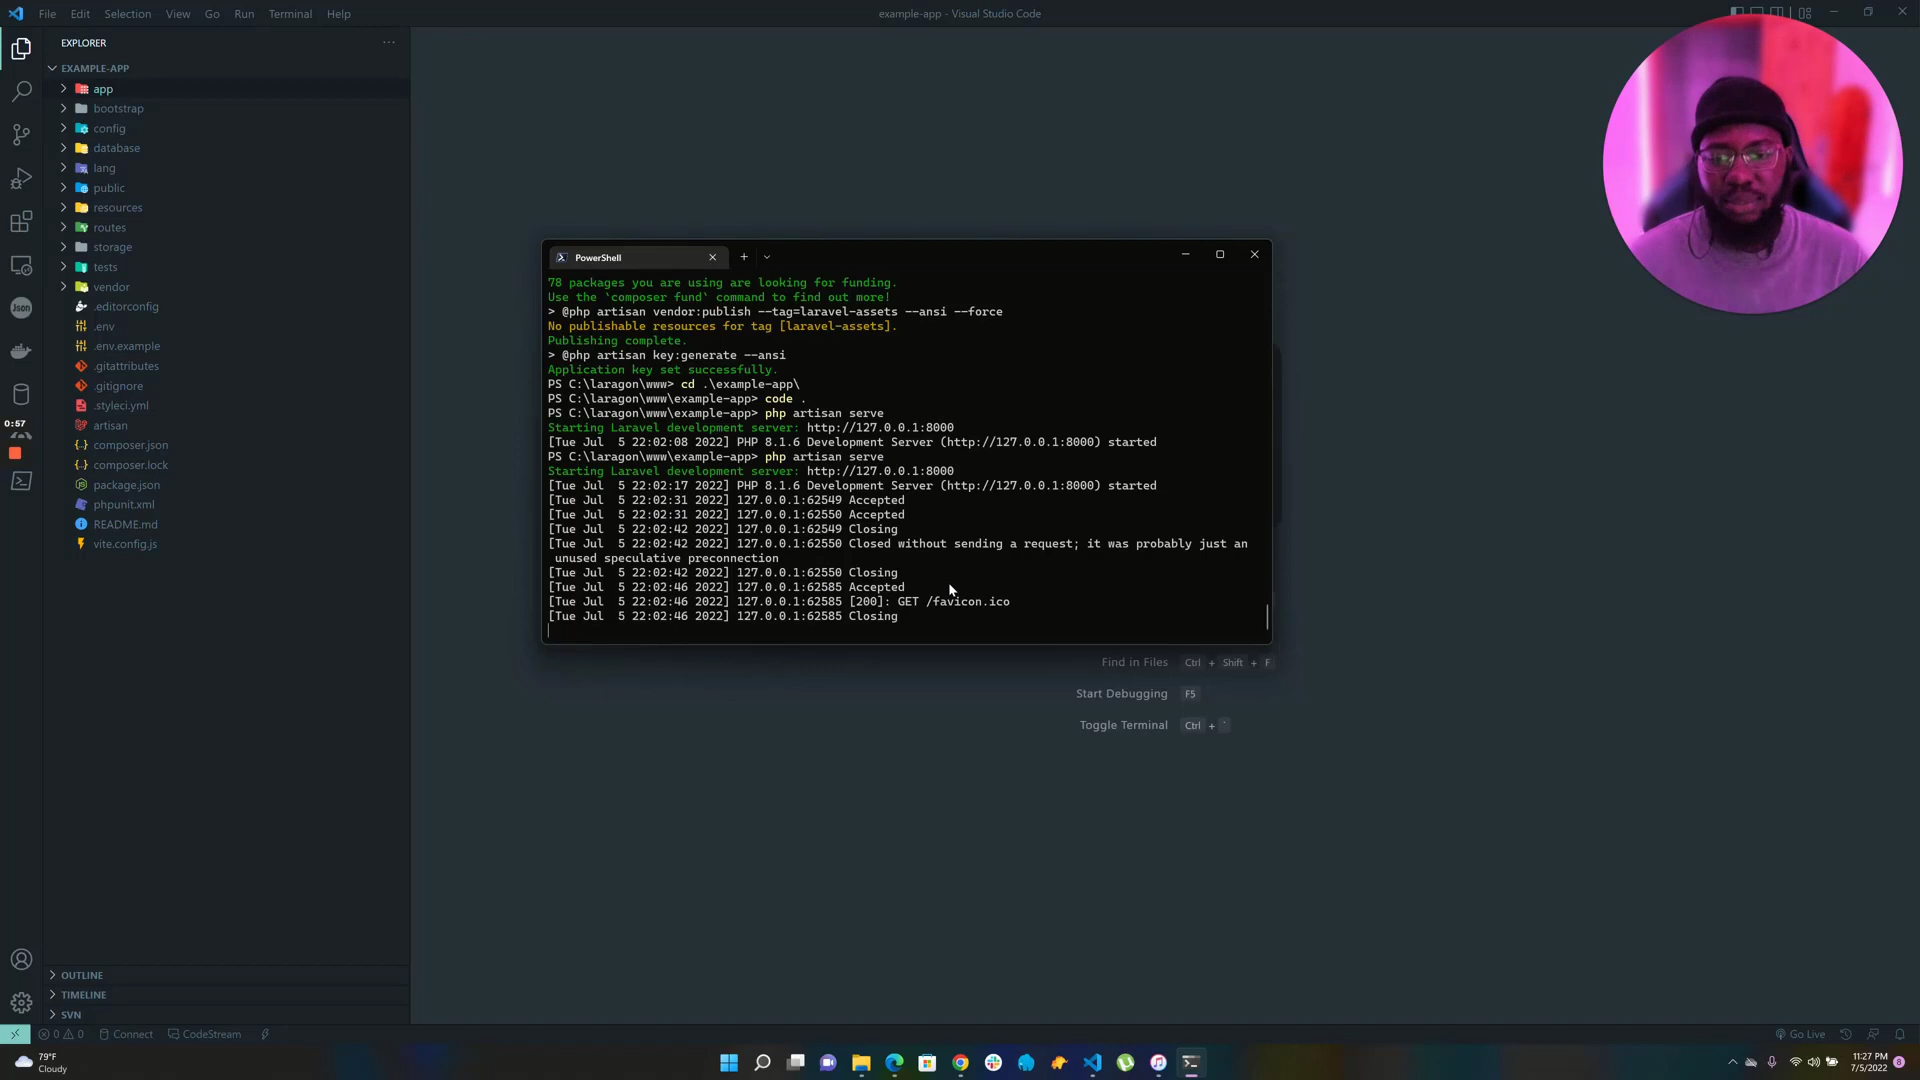 File Edit Selection View Go Run Terminal Help
example-app - Visual Studio Code
EXPLORER
EXAMPLE-APP
app
bootstrap
config
database
lang
public
resources
routes
storage
tests
vendor
.editorconfig
.env
.env.example
.gitattributes
.gitignore
.styleci.yml
artisan
composer.json
composer.lock
package.json
phpunit.xml
README.md
vite.config.js
Json
0:57
PowerShell
78 packages you are using are looking for funding.
Use the `composer fund` command to find out more!
> @php artisan vendor:publish --tag=laravel-assets --ansi --force
No publishable resources for tag [laravel-assets].
Publishing complete.
> @php artisan key:generate --ansi
Application key set successfully.
PS C:\laragon\www> cd .\example-app\
PS C:\laragon\www\example-app> code .
PS C:\laragon\www\example-app> php artisan serve
Starting Laravel development server: http://127.0.0.1:8000
[Tue Jul  5 22:02:08 2022] PHP 8.1.6 Development Server (http://127.0.0.1:8000) started
PS C:\laragon\www\example-app> php artisan serve
Starting Laravel development server: http://127.0.0.1:8000
[Tue Jul  5 22:02:17 2022] PHP 8.1.6 Development Server (http://127.0.0.1:8000) started
[Tue Jul  5 22:02:31 2022] 127.0.0.1:62549 Accepted
[Tue Jul  5 22:02:31 2022] 127.0.0.1:62550 Accepted
[Tue Jul  5 22:02:42 2022] 127.0.0.1:62549 Closing
[Tue Jul  5 22:02:42 2022] 127.0.0.1:62550 Closed without sending a request; it was probably just an
unused speculative preconnection
[Tue Jul  5 22:02:42 2022] 127.0.0.1:62550 Closing
[Tue Jul  5 22:02:46 2022] 127.0.0.1:62585 Accepted
[Tue Jul  5 22:02:46 2022] 127.0.0.1:62585 [200]: GET /favicon.ico
[Tue Jul  5 22:02:46 2022] 127.0.0.1:62585 Closing
Find in Files Ctrl + Shift + F
Start Debugging F5
Toggle Terminal Ctrl + `
OUTLINE
TIMELINE
SVN
0 0 Connect CodeStream
Go Live
79°F
Cloudy
11:27 PM
7/5/2022
8